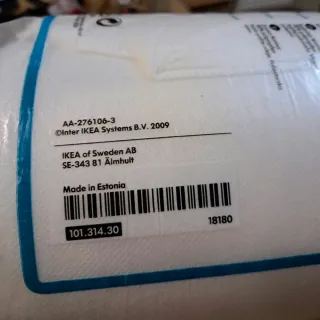 AA-276106-3
©Inter IKEA Systems B.V. 2009
IKEA of Sweden AB
SE-343 81 Älmhult
Made in Estonia
101.314.30
18180